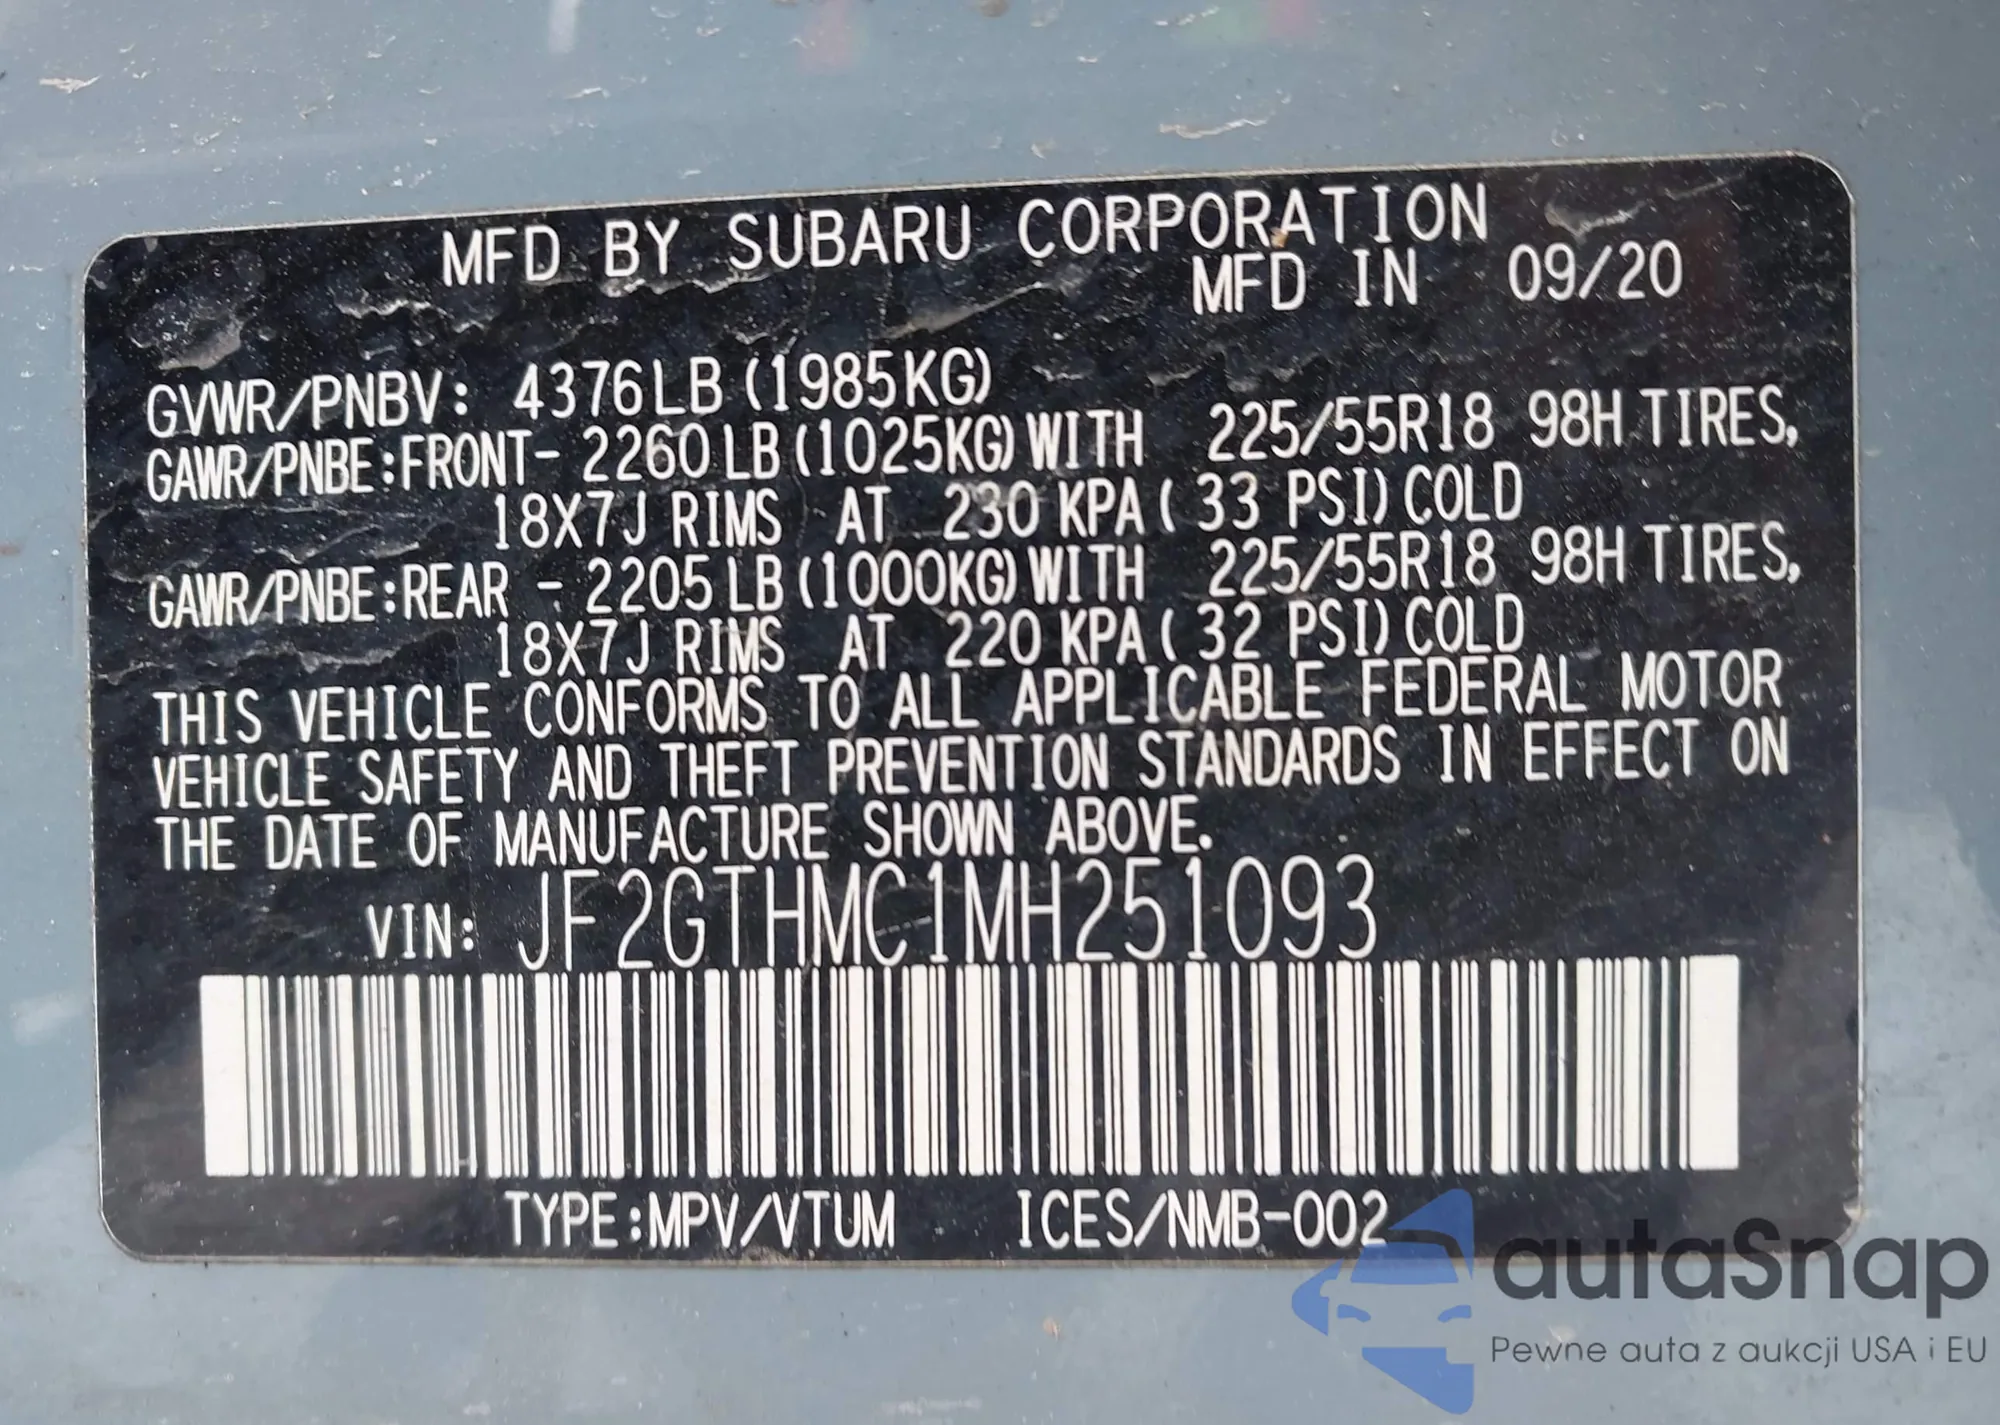 MFD BY SUBARU CORPORATION
MFD IN 09/20
GVWR/PNBV: 4376LB (1985KG)
GAWR/PNBE:FRONT- 2260LB (1025KG) WITH 225/55R18 98H TIRES,
18X7J RIMS AT 230 KPA ( 33 PSI) COLD
GAWR/PNBE:REAR - 2205LB (1000KG) WITH 225/55R18 98H TIRES,
18X7J RIMS AT 220 KPA ( 32 PSI) COLD
THIS VEHICLE CONFORMS TO ALL APPLICABLE FEDERAL MOTOR
VEHICLE SAFETY AND THEFT PREVENTION STANDARDS IN EFFECT ON
THE DATE OF MANUFACTURE SHOWN ABOVE.
VIN: JF2GTHMC1MH251093
TYPE:MPV/VTUM ICES/NMB-002
autaSnap
Pewne auta z aukcji USA i EU